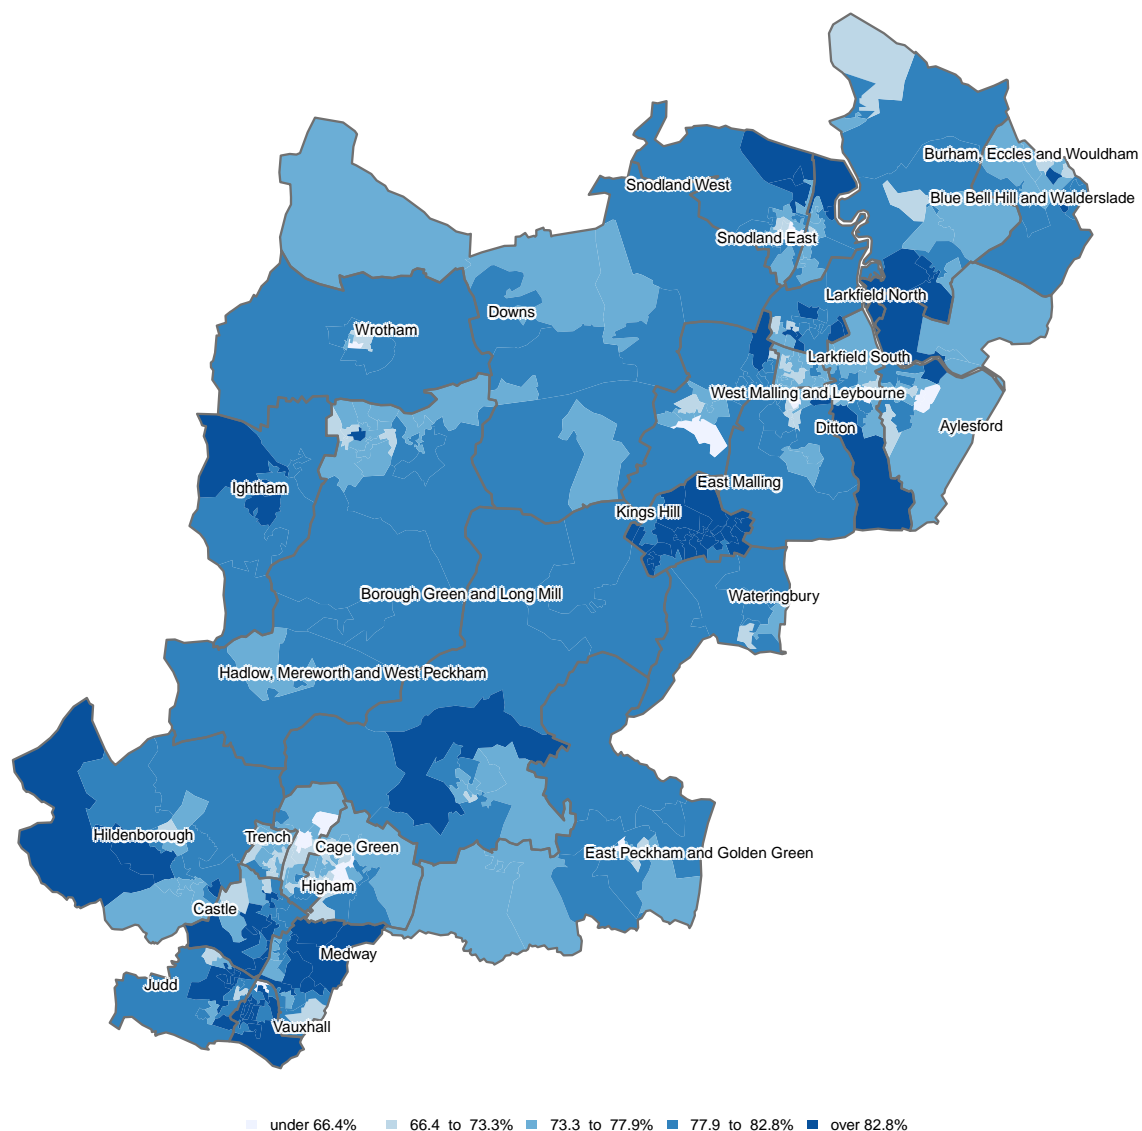 Burham, Eccles and Wouldham
Snodland West
Blue Bell Hill and Walderslade
Snodland East
Larkfield North
Downs
Wrotham
Larkfield South
West Malling and Leybourne
Ditton
Aylesford
East Malling
Ightham
Kings Hill
Borough Green and Long Mill
Wateringbury
Hadlow, Mereworth and West Peckham
Hildenborough
Trench
Cage Green
East Peckham and Golden Green
Higham
Castle
Medway
Judd
Vauxhall
under 66.4% 66.4 to 73.3% 73.3 to 77.9% 77.9 to 82.8% over 82.8%